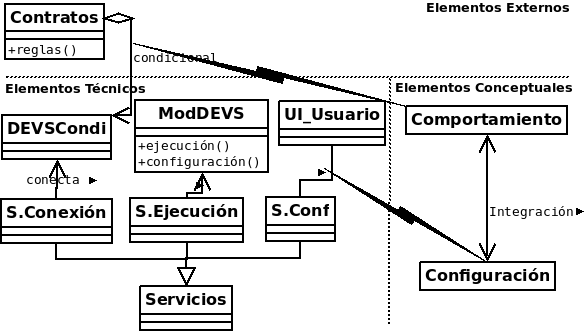 Elementos Externos
Contratos
+reglas()
condicional
Elementos Técnicos
Elementos Conceptuales
DEVSCondi
ModDEVS
+ejecución()
+configuración()
UI_Usuario
Comportamiento
conecta
S.Conexión
S.Ejecución
S.Conf
Integración
Configuración
Servicios